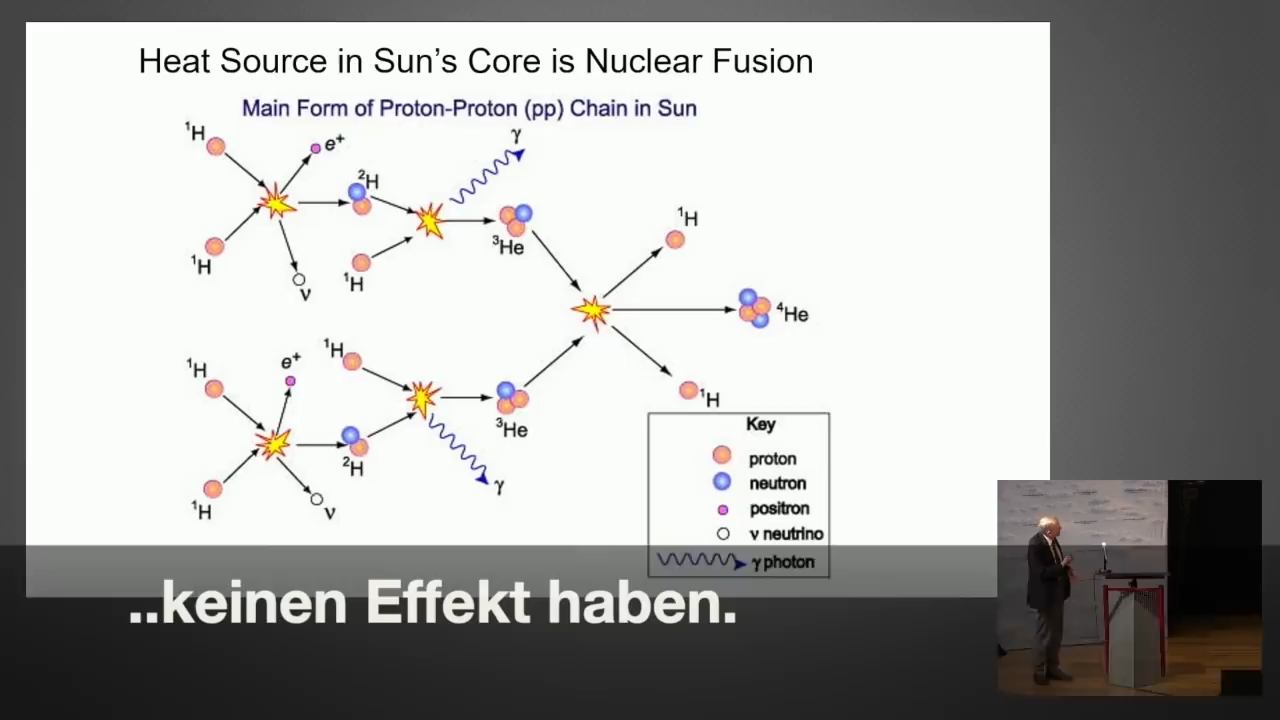 Heat Source in Sun's Core is Nuclear Fusion
Main Form of Proton-Proton (pp) Chain in Sun
¹H
e⁺
²H
γ
¹H
ν
¹H
³He
¹H
⁴He
¹H
e⁺
¹H
²H
³He
¹H
¹H
ν
γ
Key
proton
neutron
positron
ν neutrino
γ photon
..keinen Effekt haben.